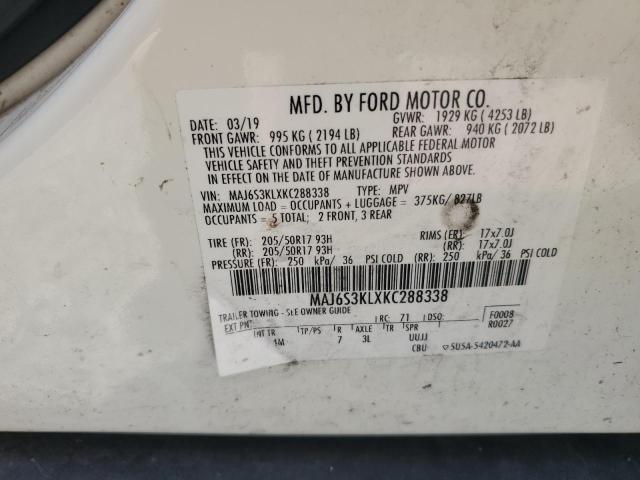 MFD. BY FORD MOTOR CO.
DATE: 03/19 GVWR: 1929 KG ( 4253 LB)
FRONT GAWR: 995 KG ( 2194 LB) REAR GAWR: 940 KG ( 2072 LB)
THIS VEHICLE CONFORMS TO ALL APPLICABLE FEDERAL MOTOR
VEHICLE SAFETY AND THEFT PREVENTION STANDARDS
IN EFFECT ON THE DATE OF MANUFACTURE SHOWN ABOVE.
VIN: MAJ6S3KLXKC288338 TYPE: MPV
MAXIMUM LOAD = OCCUPANTS + LUGGAGE = 375KG/ 827LB
OCCUPANTS = 5 TOTAL; 2 FRONT, 3 REAR
TIRE (FR): 205/50R17 93H RIMS (FR): 17x7.0J
(RR): 205/50R17 93H (RR): 17x7.0J
PRESSURE (FR): 250 kPa/ 36 PSI COLD (RR): 250 kPa/ 36 PSI COLD
MAJ6S3KLXKC288338
TRAILER TOWING - SEE OWNER GUIDE
EXT PNT: RC: 71 DSO: F0008
R0027
INT TR TP/PS R AXLE TR SPR
1M 7 3L UUJJ
CBU 5U5A-5420472-AA